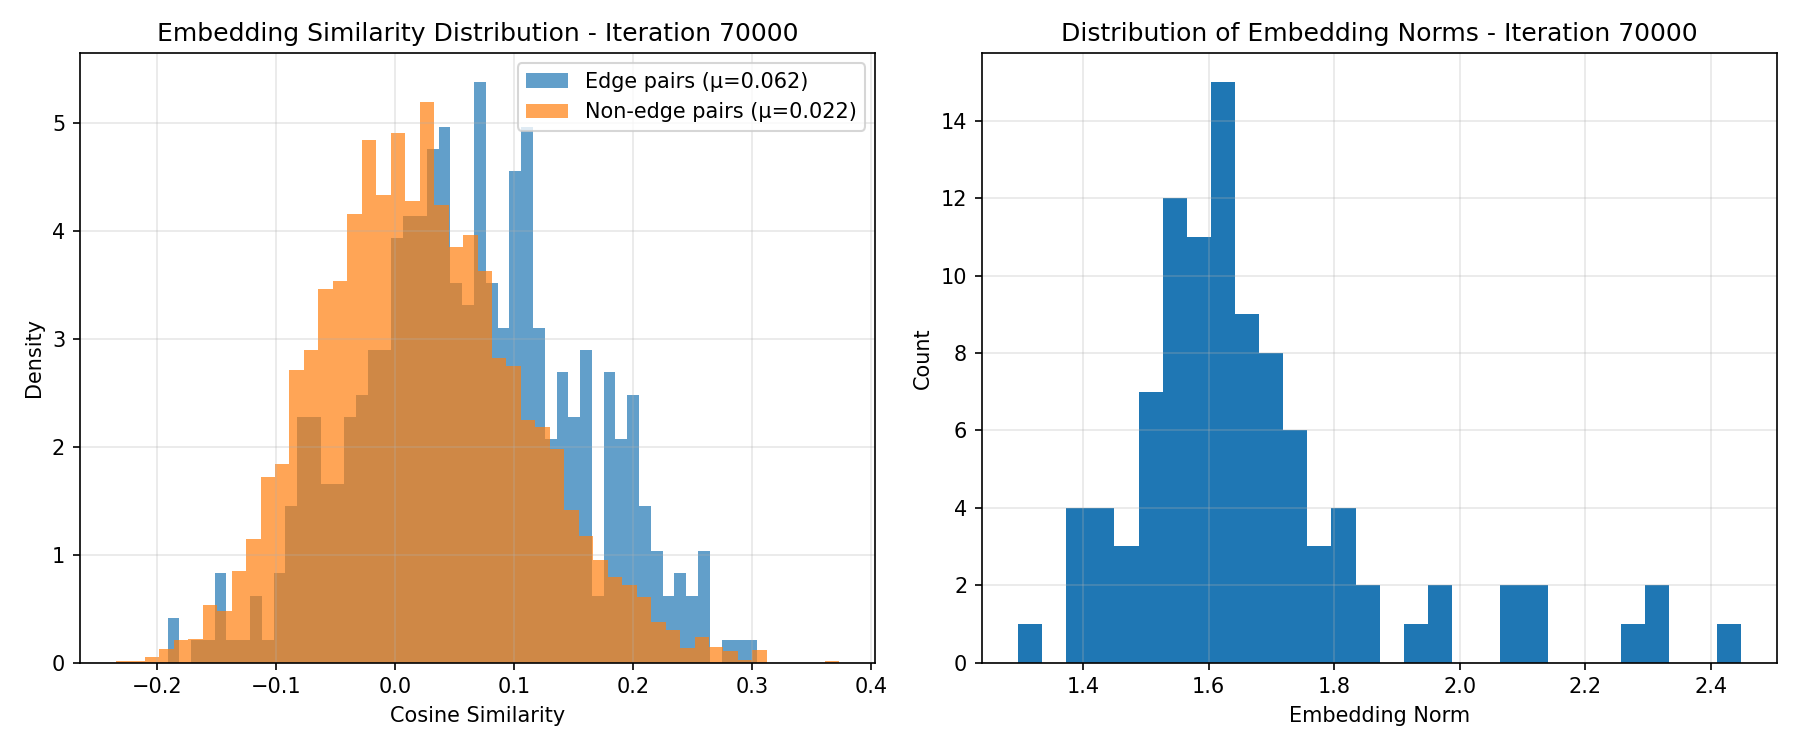 Embedding Similarity Distribution - Iteration 70000
Edge pairs (μ=0.062)
Non-edge pairs (μ=0.022)
Density
5
4
3
2
1
0
−0.2 −0.1 0.0 0.1 0.2 0.3 0.4
Cosine Similarity
Distribution of Embedding Norms - Iteration 70000
Count
14
12
10
8
6
4
2
0
1.4 1.6 1.8 2.0 2.2 2.4
Embedding Norm